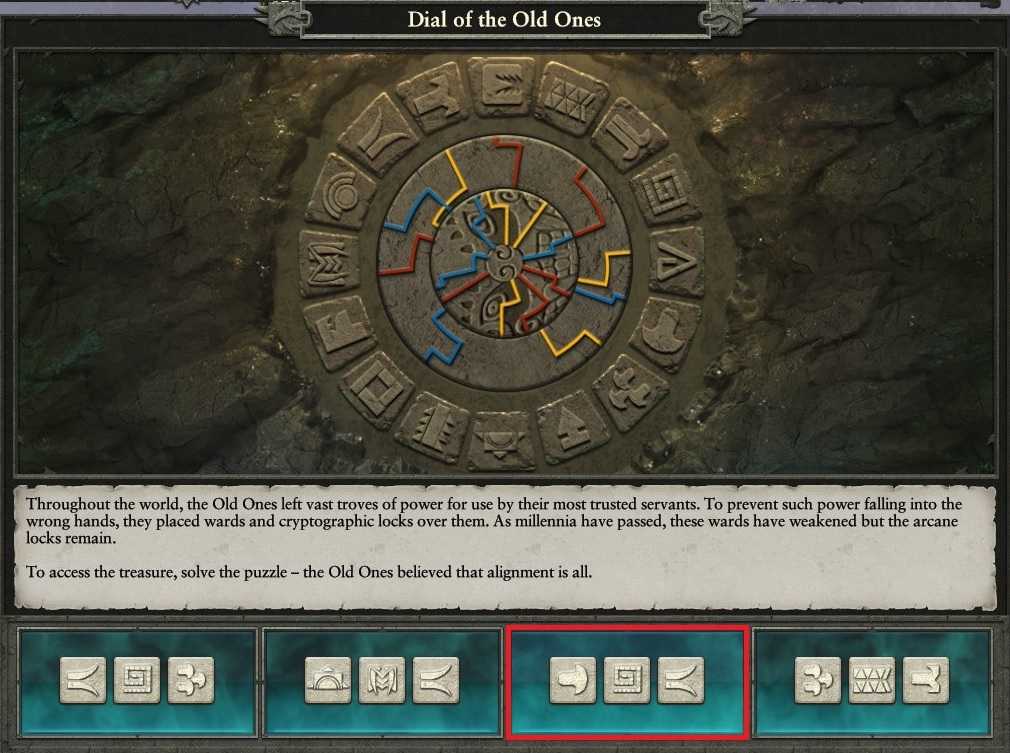 Dial of the Old Ones
Throughout the world, the Old Ones left vast troves of power for use by their most trusted servants. To prevent such power falling into the
wrong hands, they placed wards and cryptographic locks over them. As millennia have passed, these wards have weakened but the arcane
locks remain.
To access the treasure, solve the puzzle – the Old Ones believed that alignment is all.